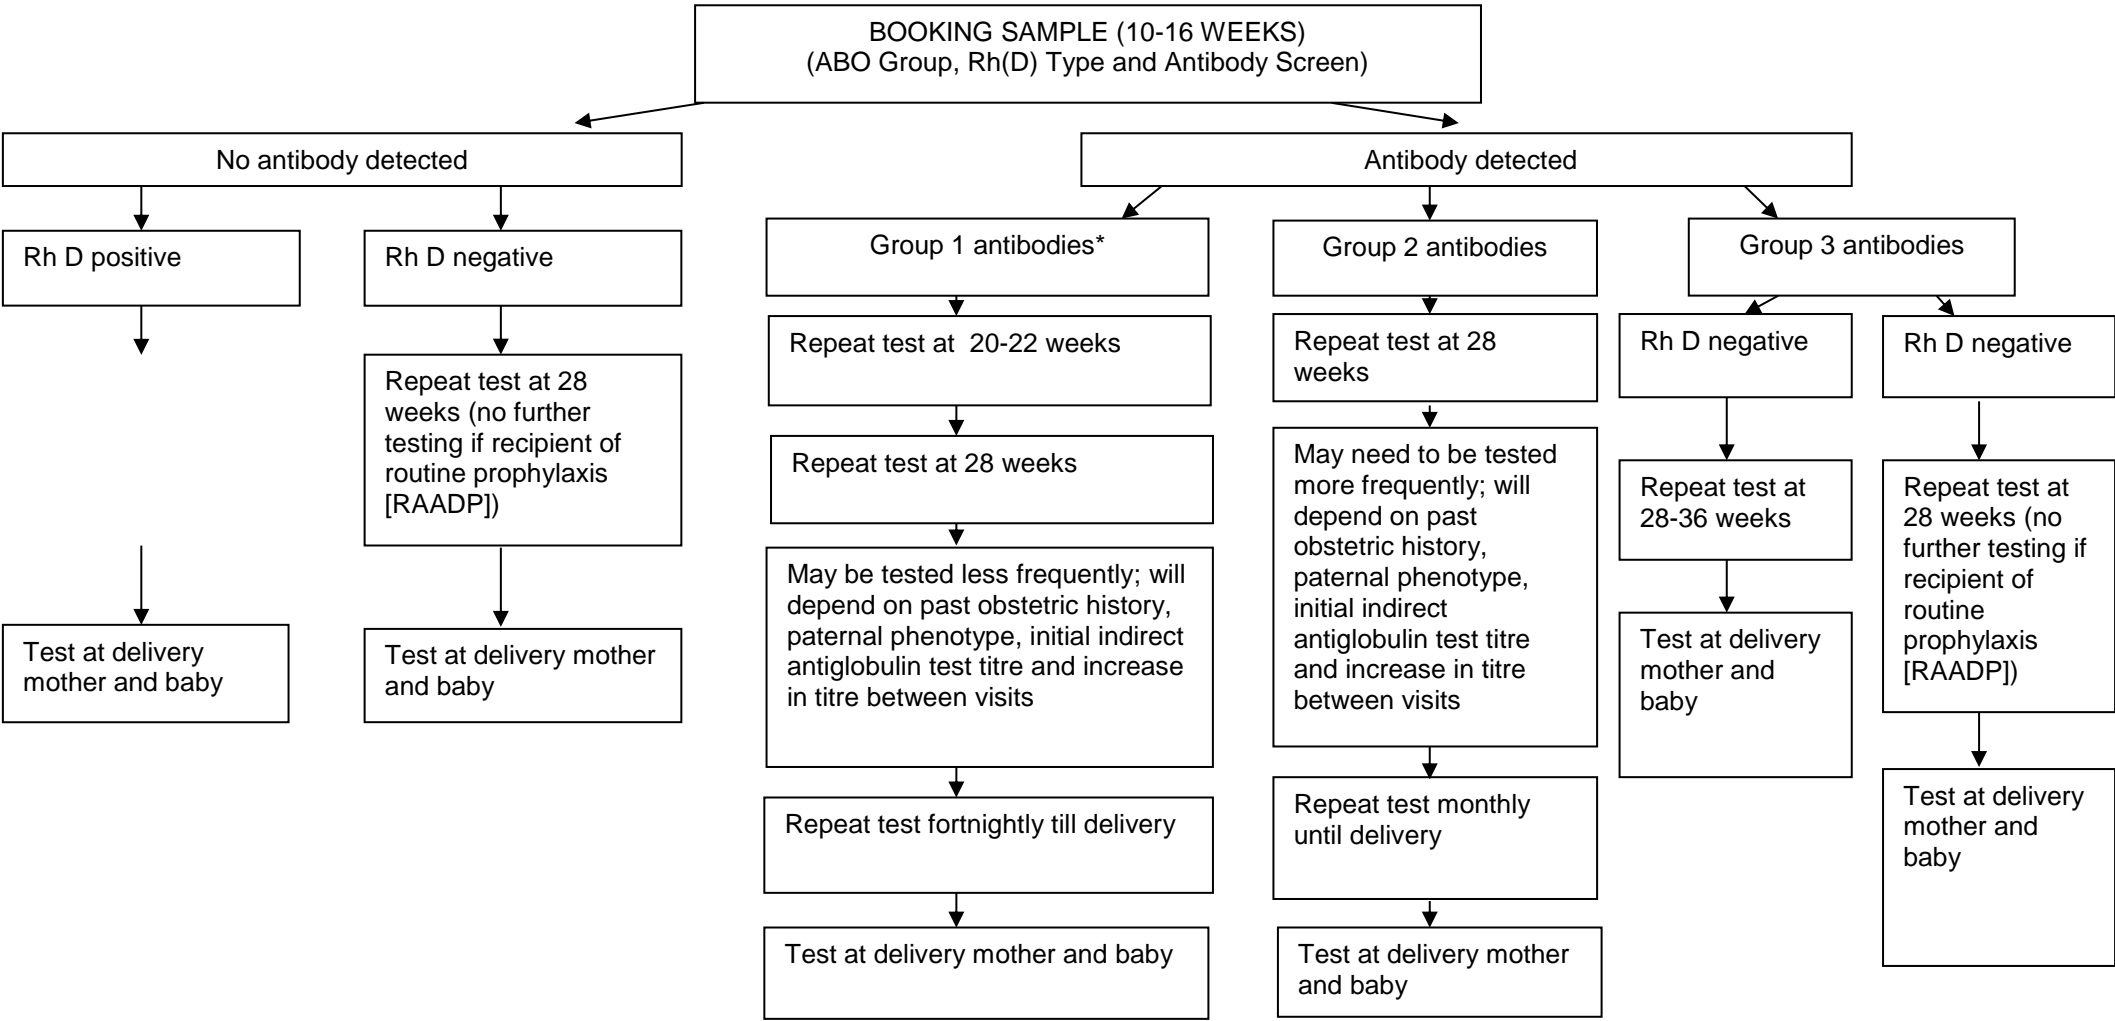 BOOKING SAMPLE (10-16 WEEKS)
(ABO Group, Rh(D) Type and Antibody Screen)
No antibody detected
Antibody detected
Rh D positive
Rh D negative
Group 1 antibodies*
Group 2 antibodies
Group 3 antibodies
Repeat test at 28
weeks (no further
testing if recipient of
routine prophylaxis
[RAADP])
Test at delivery
mother and baby
Test at delivery mother
and baby
Repeat test at  20-22 weeks
Repeat test at 28 weeks
May be tested less frequently; will
depend on past obstetric history,
paternal phenotype, initial indirect
antiglobulin test titre and increase
in titre between visits
Repeat test fortnightly till delivery
Test at delivery mother and baby
Repeat test at 28
weeks
May need to be tested
more frequently; will
depend on past
obstetric history,
paternal phenotype,
initial indirect
antiglobulin test titre
and increase in titre
between visits
Repeat test monthly
until delivery
Test at delivery mother
and baby
Rh D negative
Repeat test at
28-36 weeks
Test at delivery
mother and
baby
Rh D negative
Repeat test at
28 weeks (no
further testing if
recipient of
routine
prophylaxis
[RAADP])
Test at delivery
mother and
baby